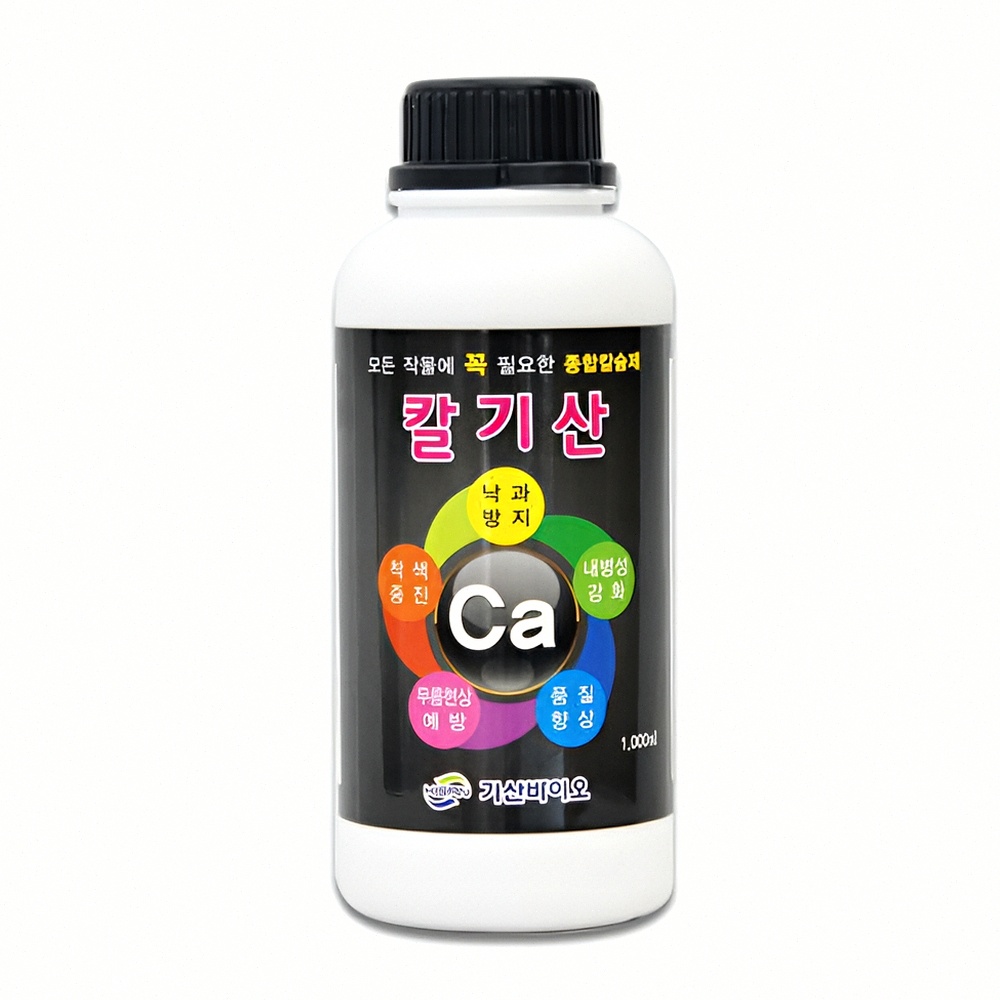 모든 작물에 꼭 필요한 종합칼슘제
칼기산
낙과
방지
착색
증진
내병성
강화
Ca
무름현상
예방
품질
향상
1,000㎖
기산바이오